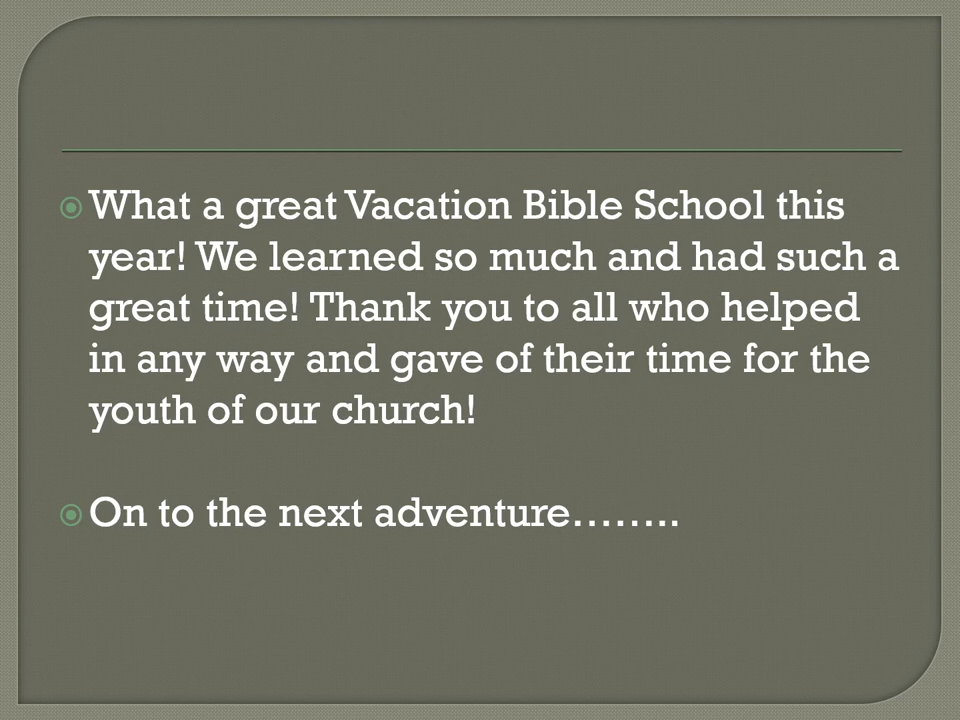 What a great Vacation Bible School this
year! We learned so much and had such a
great time! Thank you to all who helped
in any way and gave of their time for the
youth of our church!
On to the next adventure……..